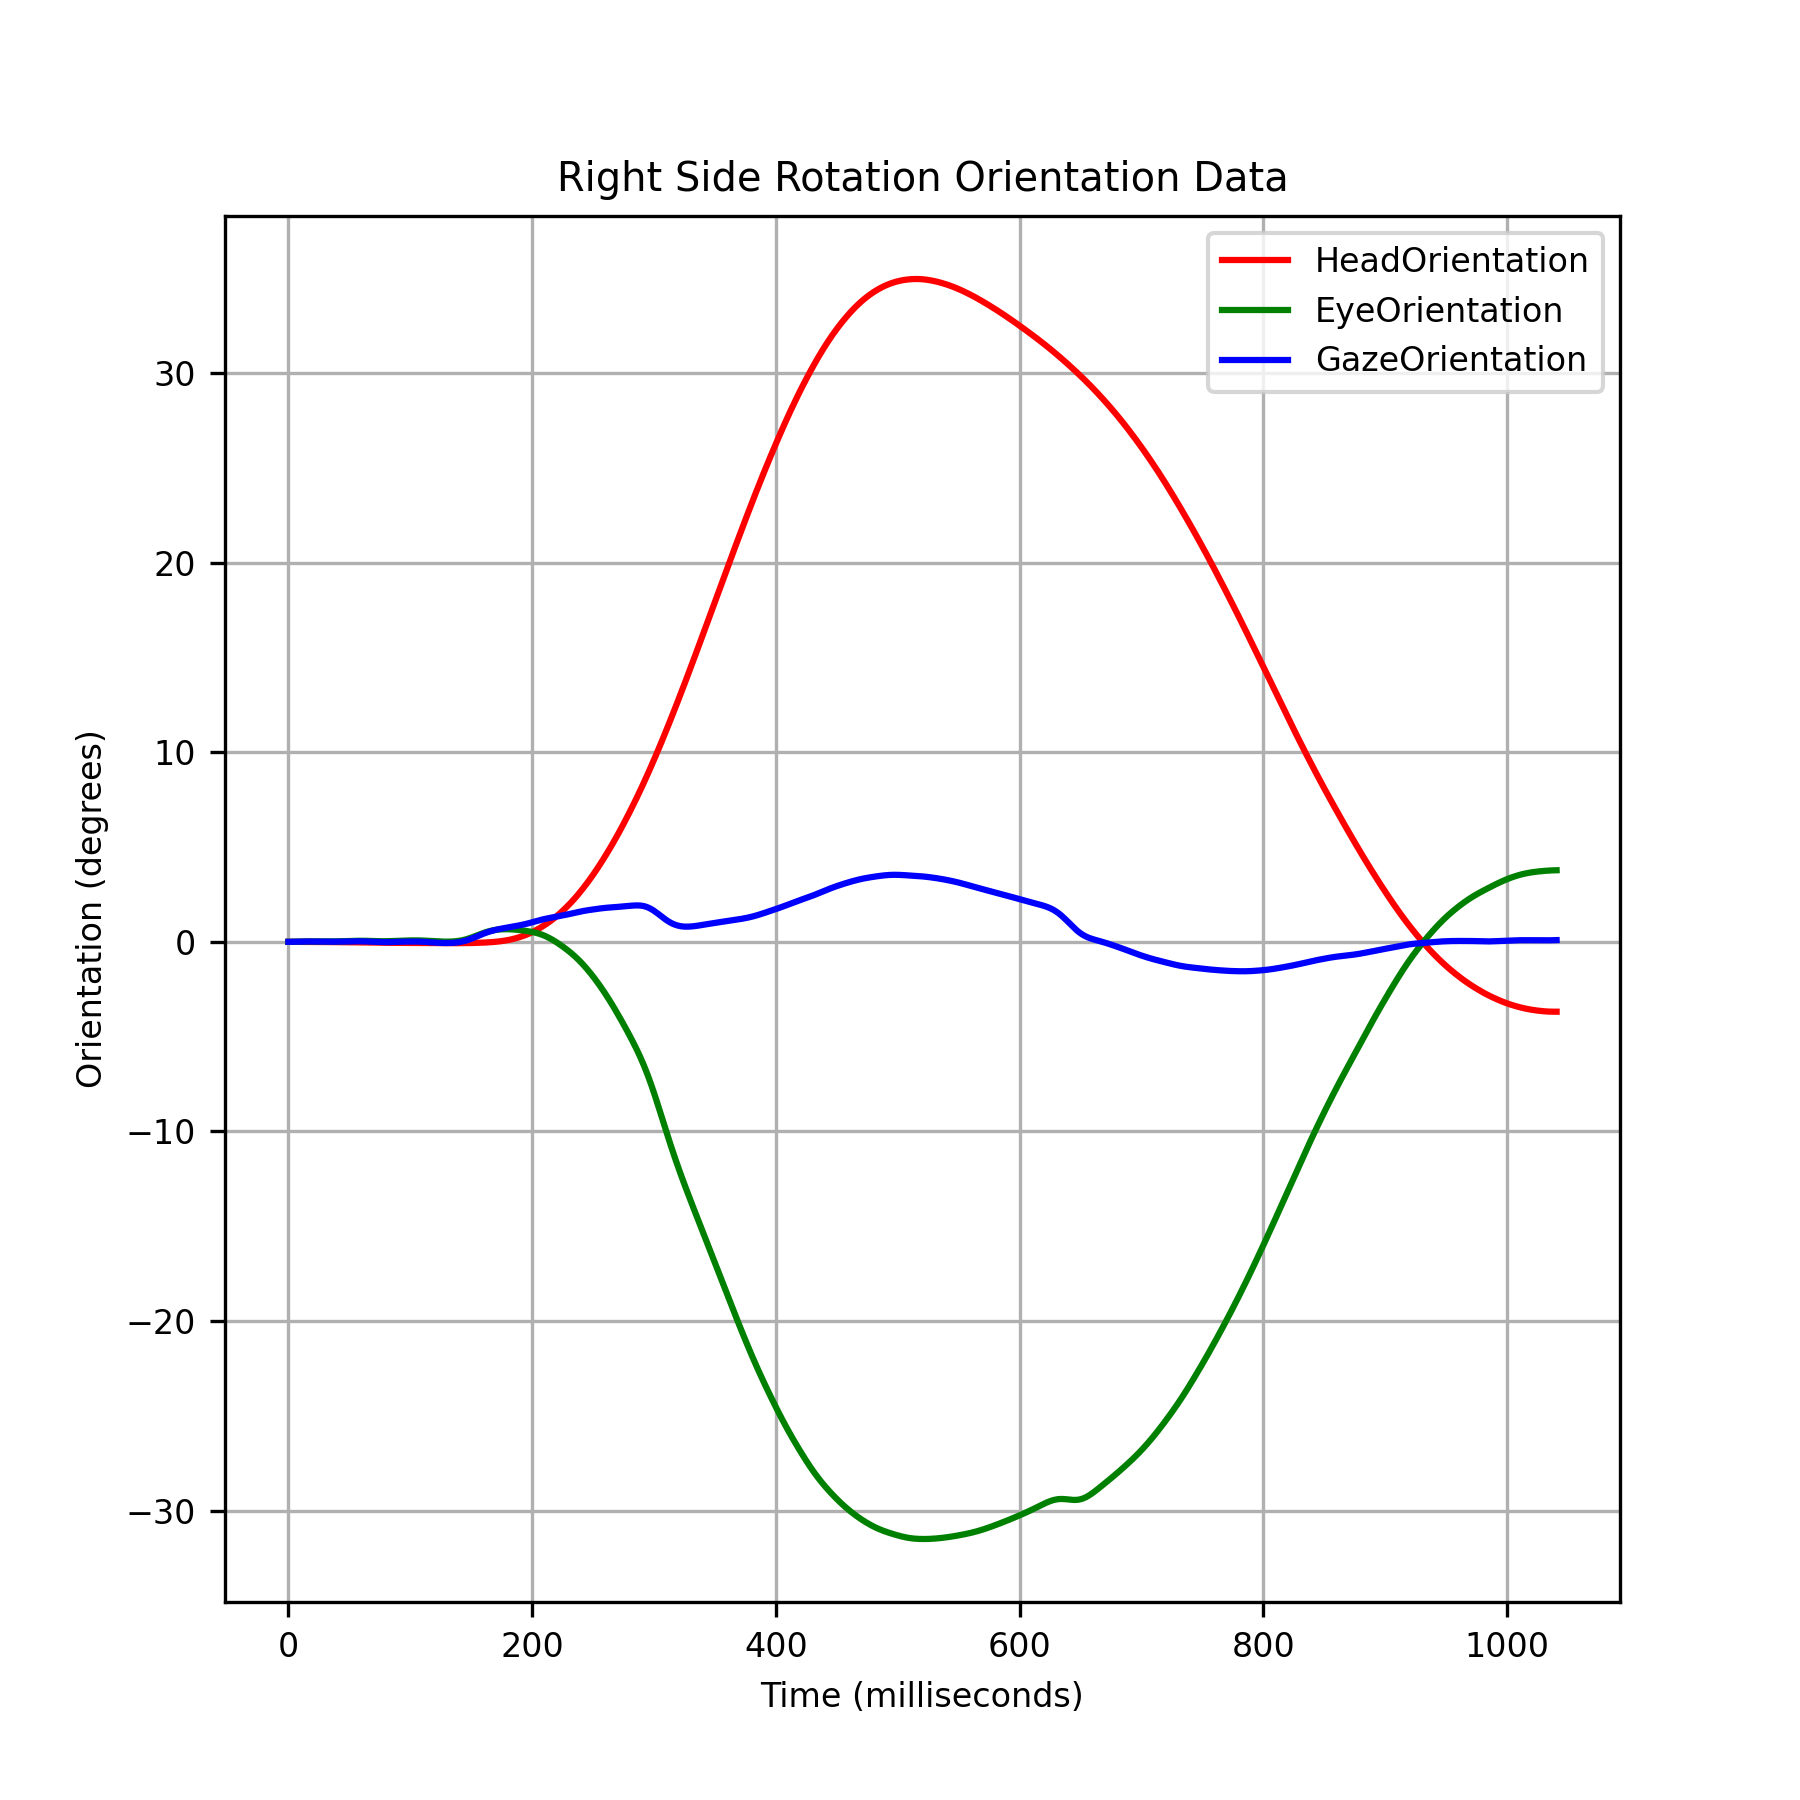 Right Side Rotation Orientation Data
HeadOrientation
EyeOrientation
GazeOrientation
Orientation (degrees)
30
20
10
0
−10
−20
−30
0 200 400 600 800 1000
Time (milliseconds)